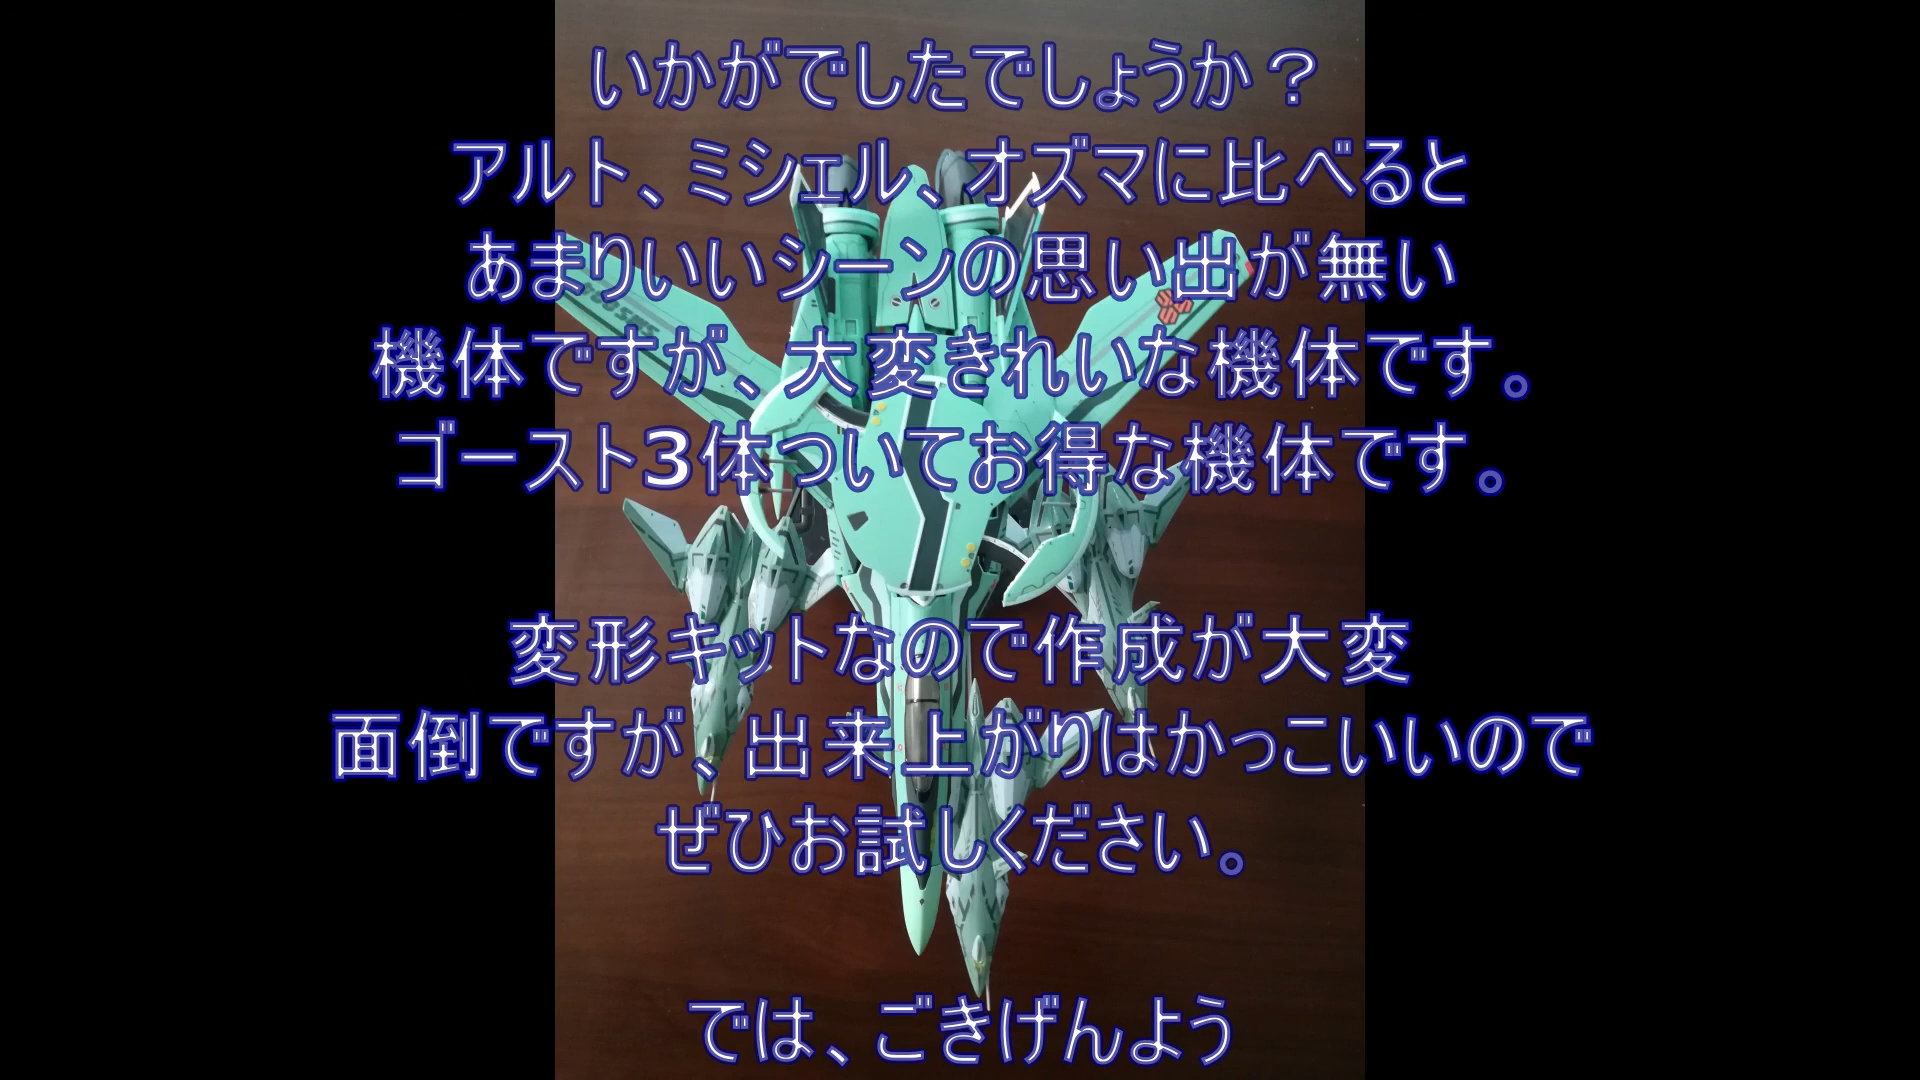 いかがでしたでしょうか？
アルト、ミシェル、オズマに比べると
あまりいいシーンの思い出が無い
機体ですが、大変きれいな機体です。
ゴースト3体ついてお得な機体です。
変形キットなので作成が大変
面倒ですが、出来上がりはかっこいいので
ぜひお試しください。
では、ごきげんよう